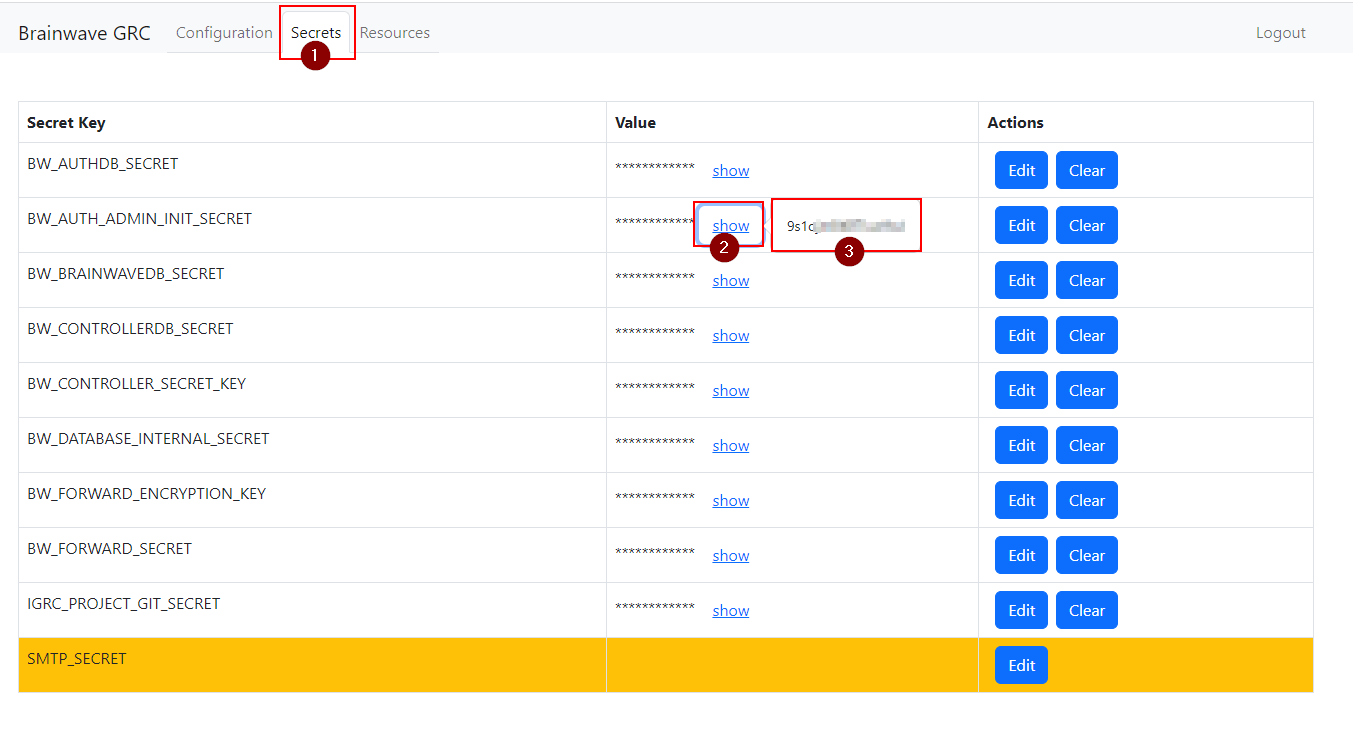 Brainwave GRC Configuration Secrets Resources Logout
1
Secret Key Value Actions
BW_AUTHDB_SECRET ************ show Edit Clear
BW_AUTH_ADMIN_INIT_SECRET ************ show Edit Clear
2 3
BW_BRAINWAVEDB_SECRET ************ show Edit Clear
BW_CONTROLLERDB_SECRET ************ show Edit Clear
BW_CONTROLLER_SECRET_KEY ************ show Edit Clear
BW_DATABASE_INTERNAL_SECRET ************ show Edit Clear
BW_FORWARD_ENCRYPTION_KEY ************ show Edit Clear
BW_FORWARD_SECRET ************ show Edit Clear
IGRC_PROJECT_GIT_SECRET ************ show Edit Clear
SMTP_SECRET Edit